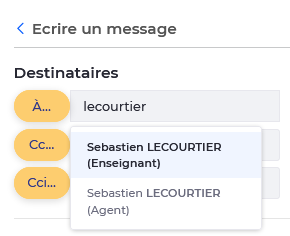 Ecrire un message
Destinataires
À...
lecourtier
Cc...
Cci...
Sebastien LECOURTIER
(Enseignant)
Sebastien LECOURTIER
(Agent)